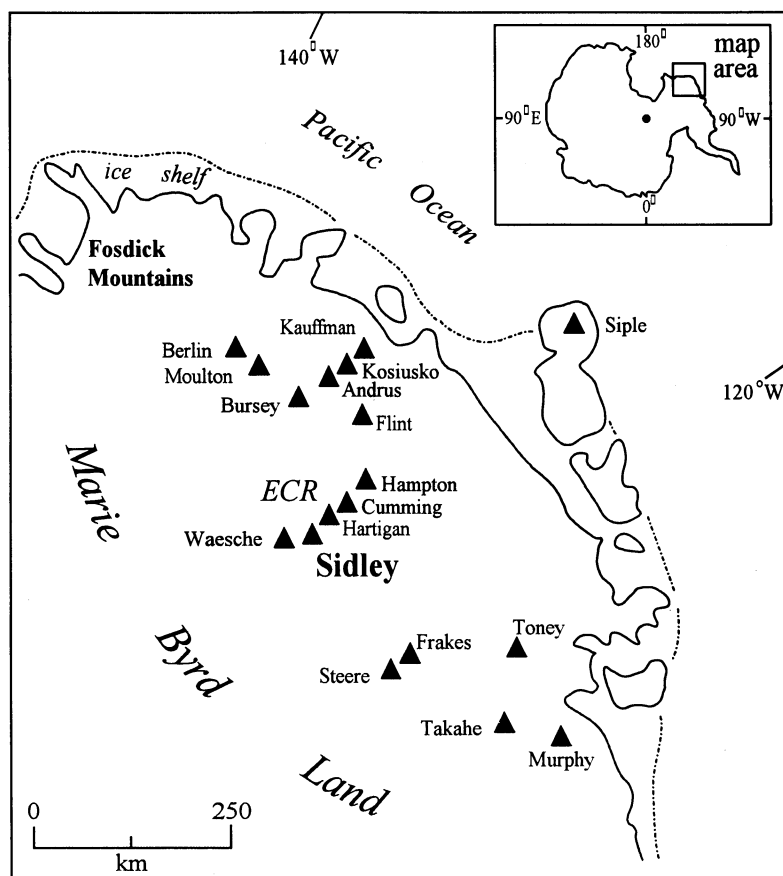 140▯ W
180▯
map
area
90▯E
90▯W
0▯
Pacific
Ocean
ice shelf
Fosdick
Mountains
Siple
Kauffman
Berlin
Kosiusko
Moulton
Andrus
120°W
Bursey
Flint
Marie
ECR
Hampton
Cumming
Hartigan
Waesche
Sidley
Byrd
Frakes
Toney
Steere
Takahe
Murphy
Land
0 250
km